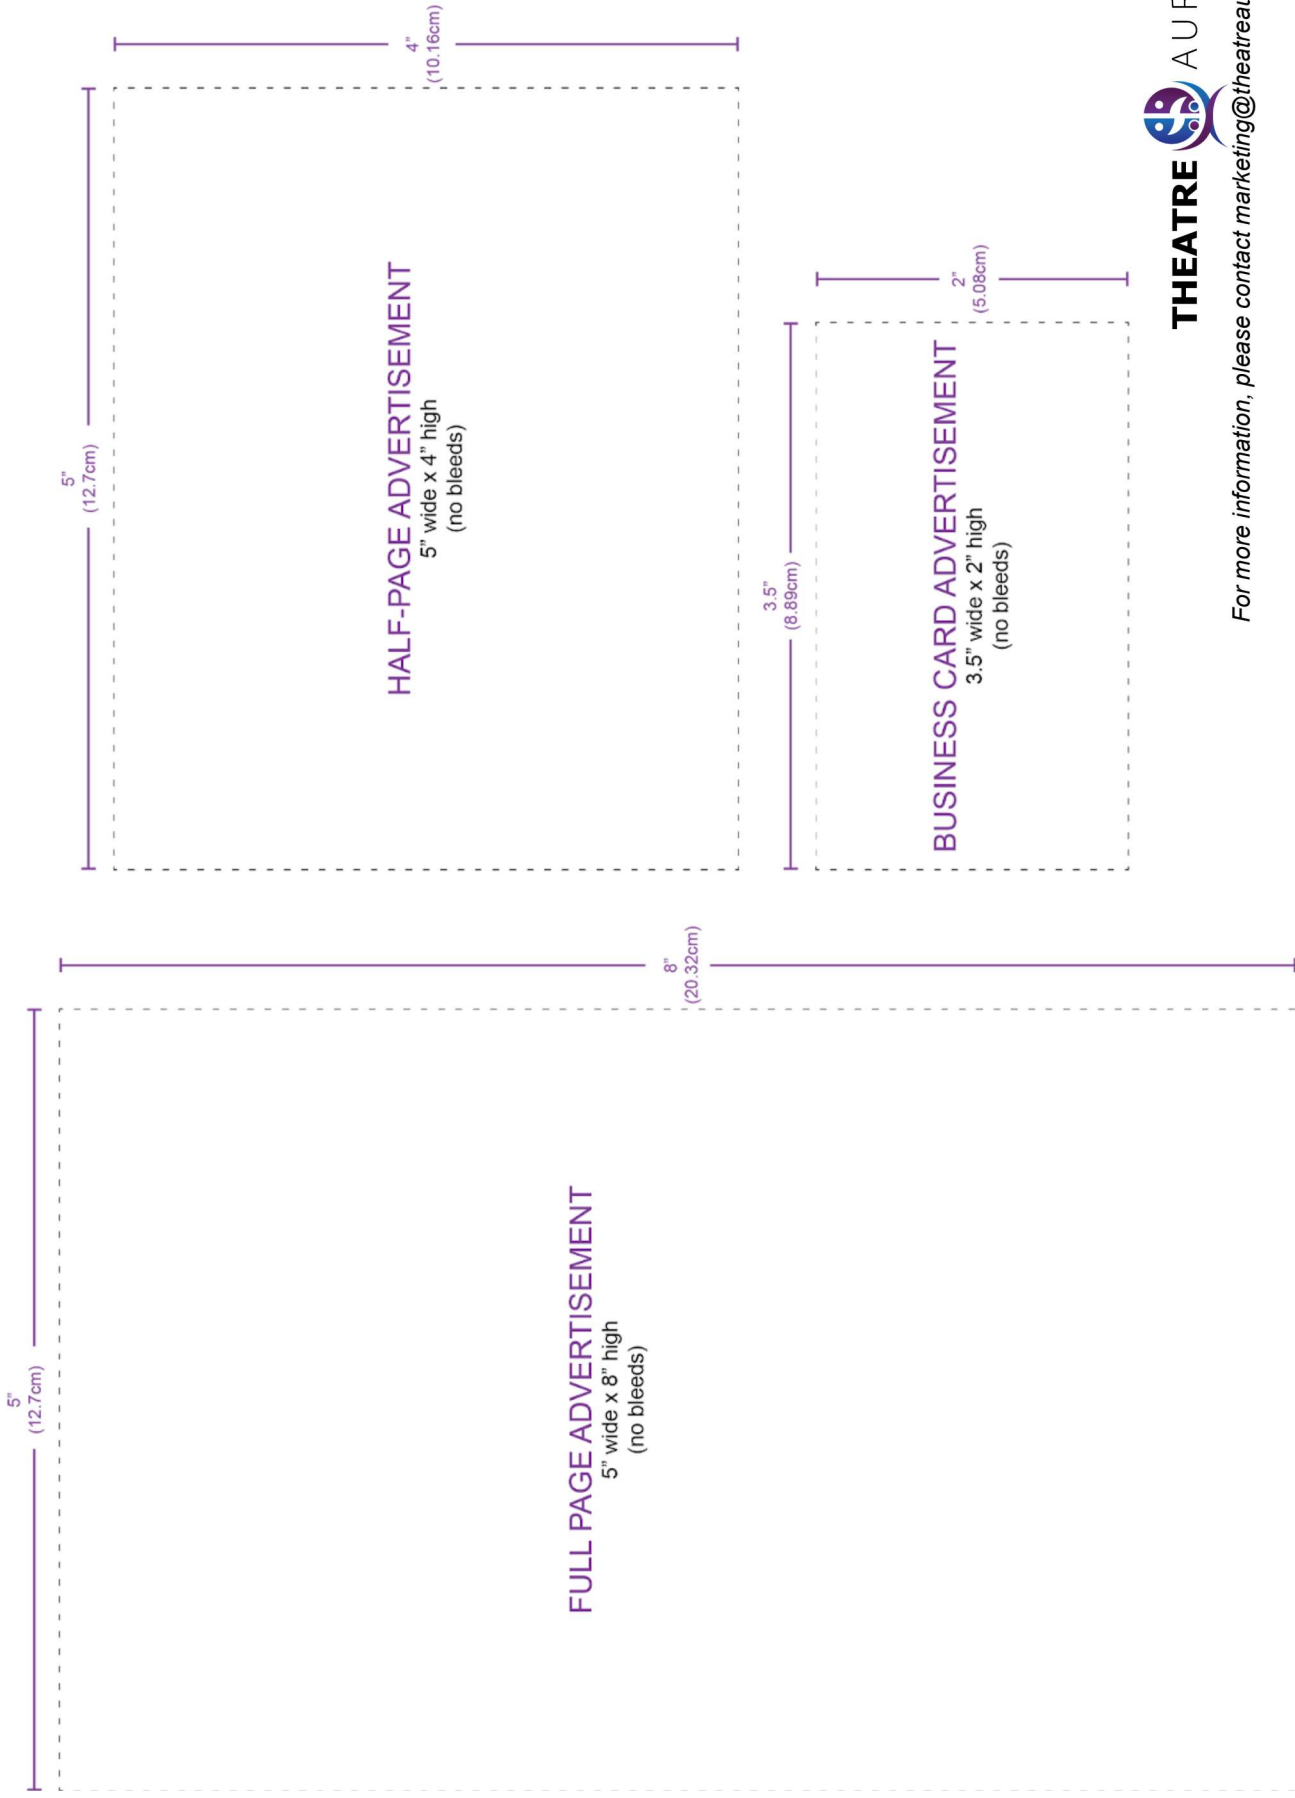 5”
(12.7cm)
FULL PAGE ADVERTISEMENT
5” wide x 8” high
(no bleeds)
8”
(20.32cm)
5”
(12.7cm)
HALF-PAGE ADVERTISEMENT
5” wide x 4” high
(no bleeds)
4”
(10.16cm)
3.5”
(8.89cm)
BUSINESS CARD ADVERTISEMENT
3.5” wide x 2” high
(no bleeds)
2”
(5.08cm)
THEATRE
For more information, please contact